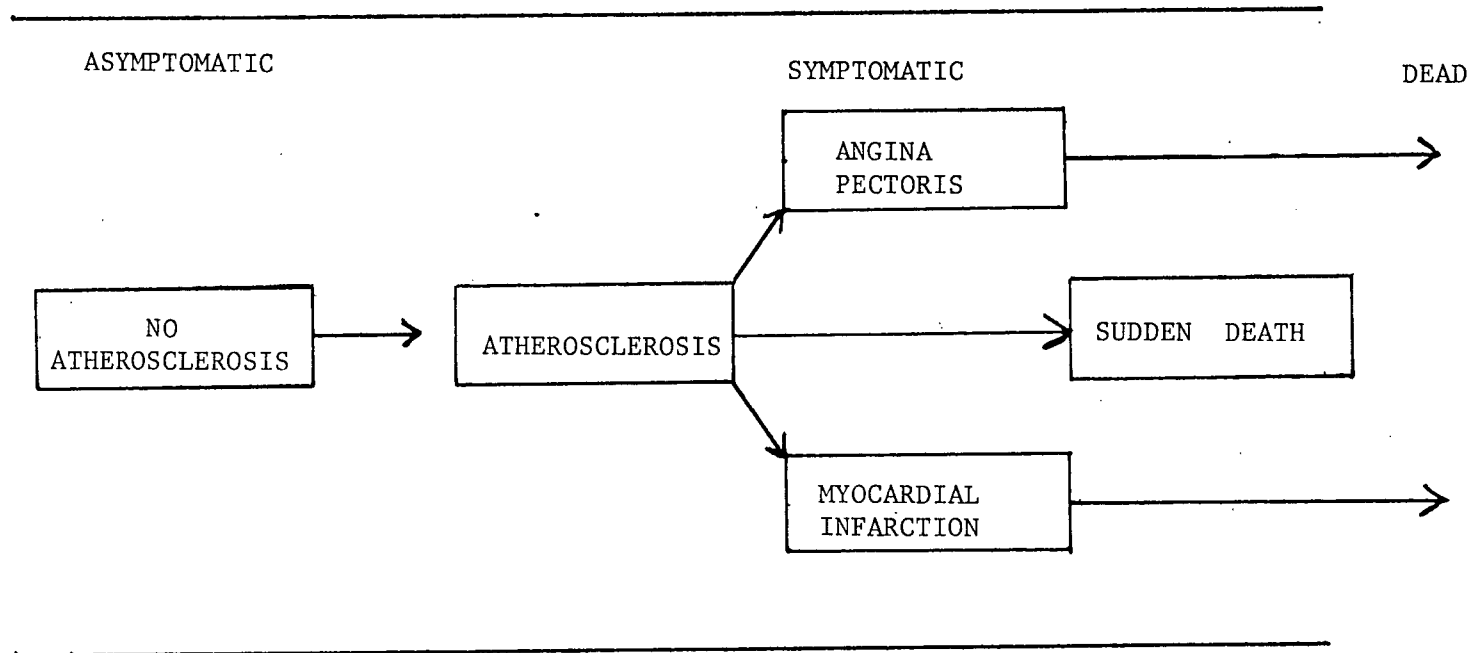 ASYMPTOMATIC
SYMPTOMATIC
DEAD
ANGINA
PECTORIS
NO
ATHEROSCLEROSIS
ATHEROSCLEROSIS
SUDDEN DEATH
MYOCARDIAL
INFARCTION